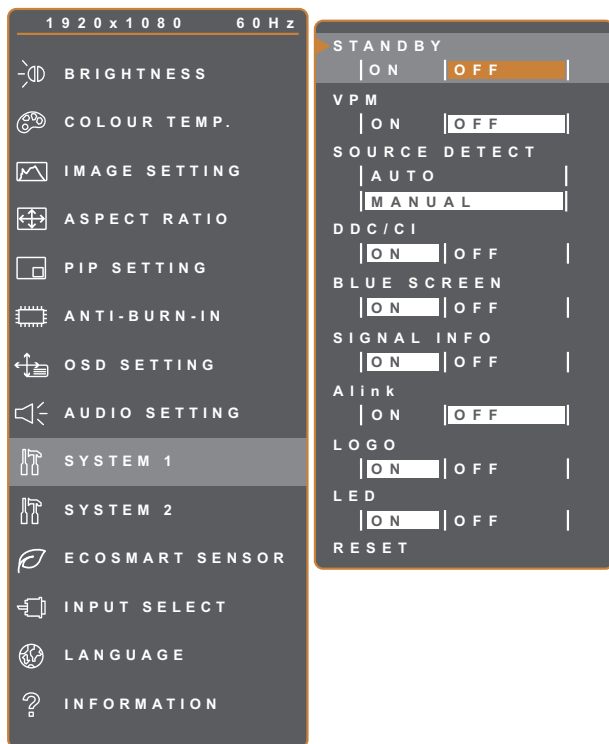 1920x1080 60Hz
BRIGHTNESS
COLOUR TEMP.
IMAGE SETTING
ASPECT RATIO
PIP SETTING
ANTI-BURN-IN
OSD SETTING
AUDIO SETTING
SYSTEM 1
SYSTEM 2
ECOSMART SENSOR
INPUT SELECT
LANGUAGE
INFORMATION
STANDBY
ON OFF
VPM
ON OFF
SOURCE DETECT
AUTO
MANUAL
DDC/CI
ON OFF
BLUE SCREEN
ON OFF
SIGNAL INFO
ON OFF
Alink
ON OFF
LOGO
ON OFF
LED
ON OFF
RESET